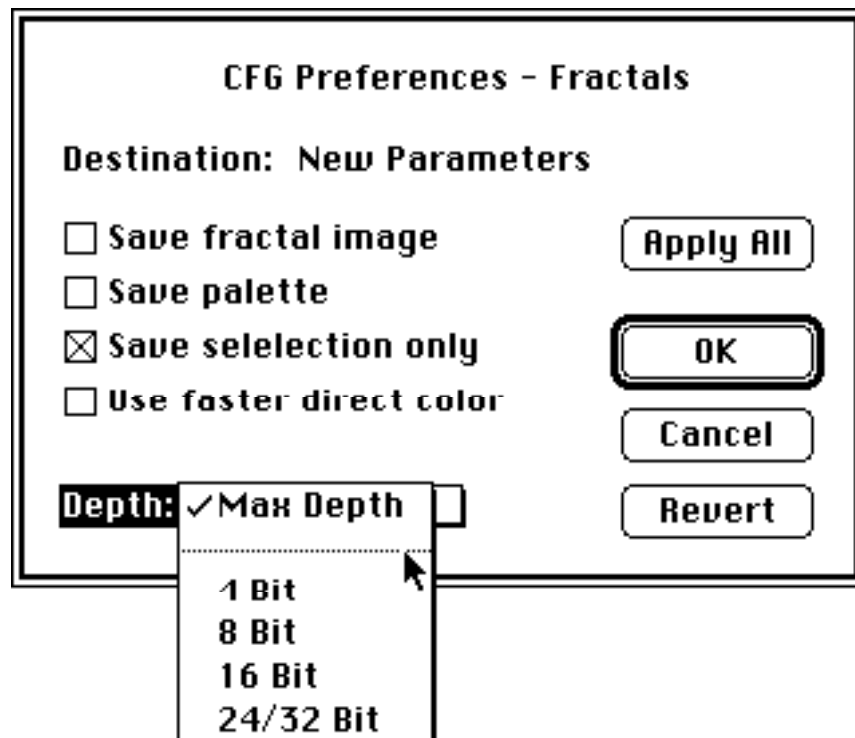 CFG Preferences - Fractals
Destination: New Parameters
Save fractal image
Apply All
Save palette
Save selelection only
OK
Use faster direct color
Cancel
Depth: ✓Max Depth
Revert
1 Bit
8 Bit
16 Bit
24/32 Bit